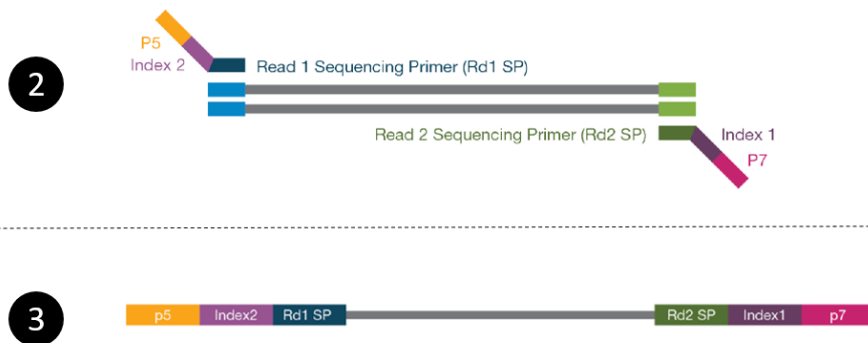 P5
Index 2
Read 1 Sequencing Primer (Rd1 SP)
2
Read 2 Sequencing Primer (Rd2 SP)
Index 1
P7
3
p5 Index2 Rd1 SP Rd2 SP Index1 p7